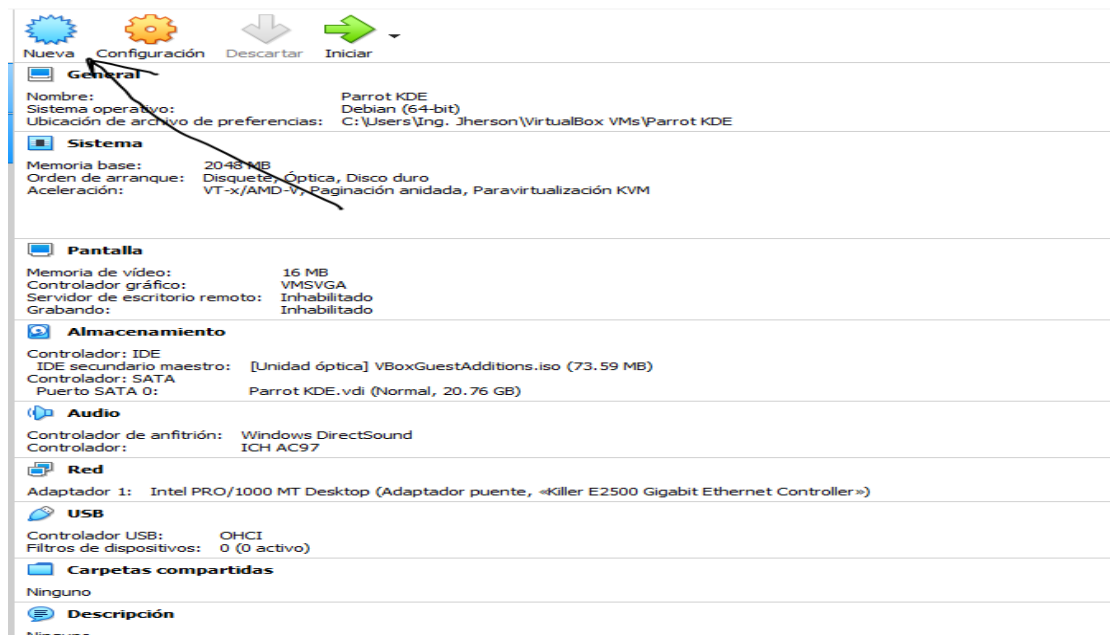 Nueva Configuración Descartar Iniciar
General
Nombre: Parrot KDE
Sistema operativo: Debian (64-bit)
Ubicación de archivo de preferencias: C:\Users\Ing. Jherson\VirtualBox VMs\Parrot KDE
Sistema
Memoria base: 2048 MB
Orden de arranque: Disquete, Óptica, Disco duro
Aceleración: VT-x/AMD-V, Paginación anidada, Paravirtualización KVM
Pantalla
Memoria de vídeo: 16 MB
Controlador gráfico: VMSVGA
Servidor de escritorio remoto: Inhabilitado
Grabando: Inhabilitado
Almacenamiento
Controlador: IDE
IDE secundario maestro: [Unidad óptica] VBoxGuestAdditions.iso (73.59 MB)
Controlador: SATA
Puerto SATA 0: Parrot KDE.vdi (Normal, 20.76 GB)
Audio
Controlador de anfitrión: Windows DirectSound
Controlador: ICH AC97
Red
Adaptador 1: Intel PRO/1000 MT Desktop (Adaptador puente, «Killer E2500 Gigabit Ethernet Controller»)
USB
Controlador USB: OHCI
Filtros de dispositivos: 0 (0 activo)
Carpetas compartidas
Ninguno
Descripción
Ninguno